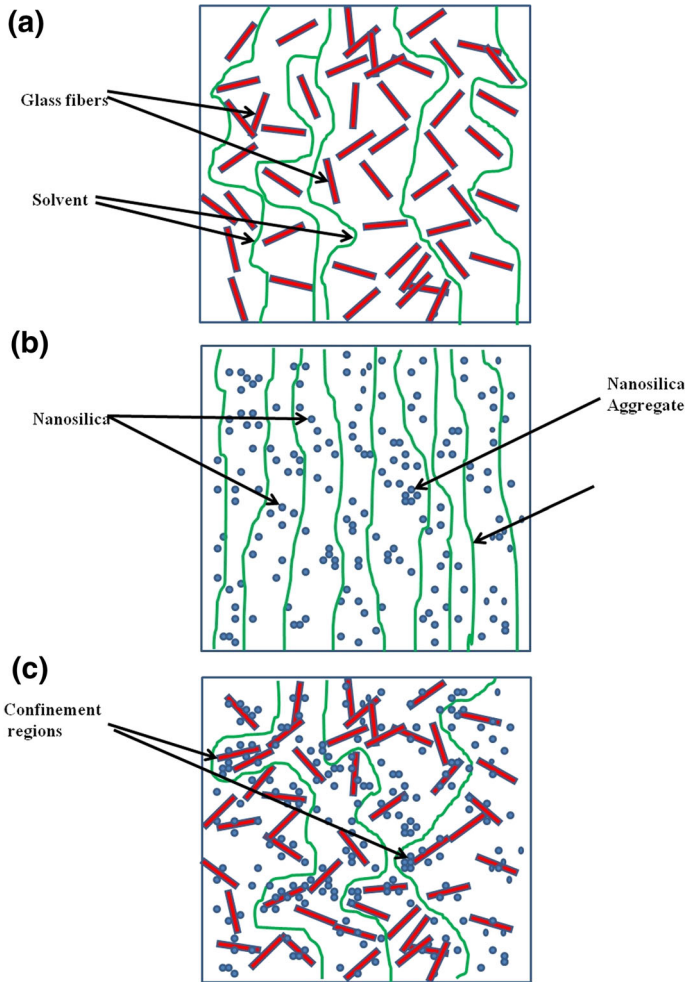 (a)
Glass fibers
Solvent
(b)
Nanosilica
Nanosilica
Aggregate
(c)
Confinement
regions